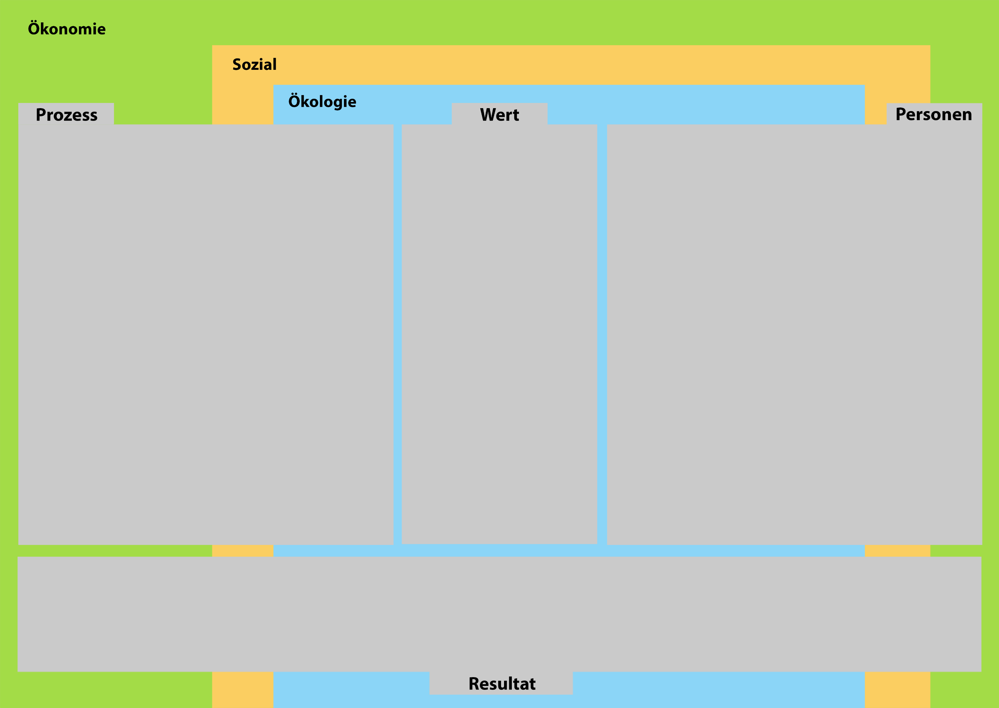 Ökonomie
Sozial
Ökologie
Prozess
Wert
Personen
Resultat